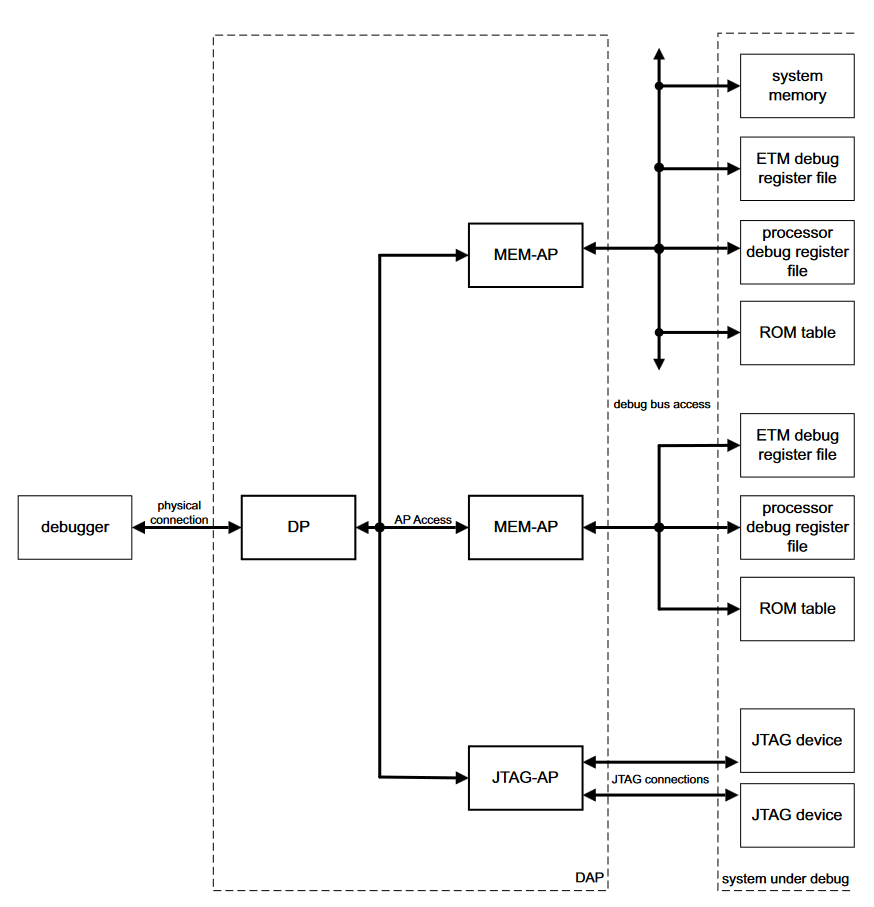 system
memory
ETM debug
register file
processor
debug register
file
MEM-AP
ROM table
debug bus access
ETM debug
register file
physical
connection
debugger
DP
AP Access
MEM-AP
processor
debug register
file
ROM table
JTAG device
JTAG-AP
JTAG connections
JTAG device
DAP
system under debug